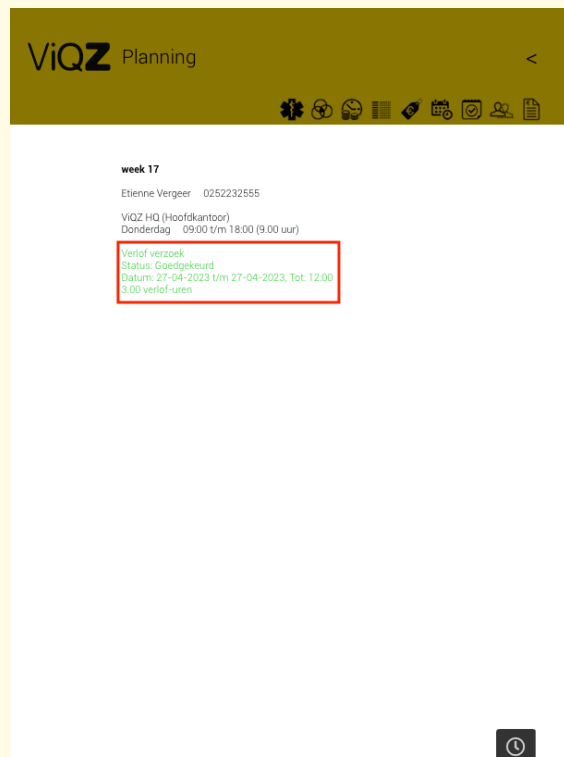 ViQZ Planning <
week 17
Etienne Vergeer 0252232555
ViQZ HQ (Hoofdkantoor)
Donderdag 09:00 t/m 18:00 (9.00 uur)
Verlof verzoek
Status: Goedgekeurd
Datum: 27-04-2023 t/m 27-04-2023, Tot: 12:00
3.00 verlof-uren